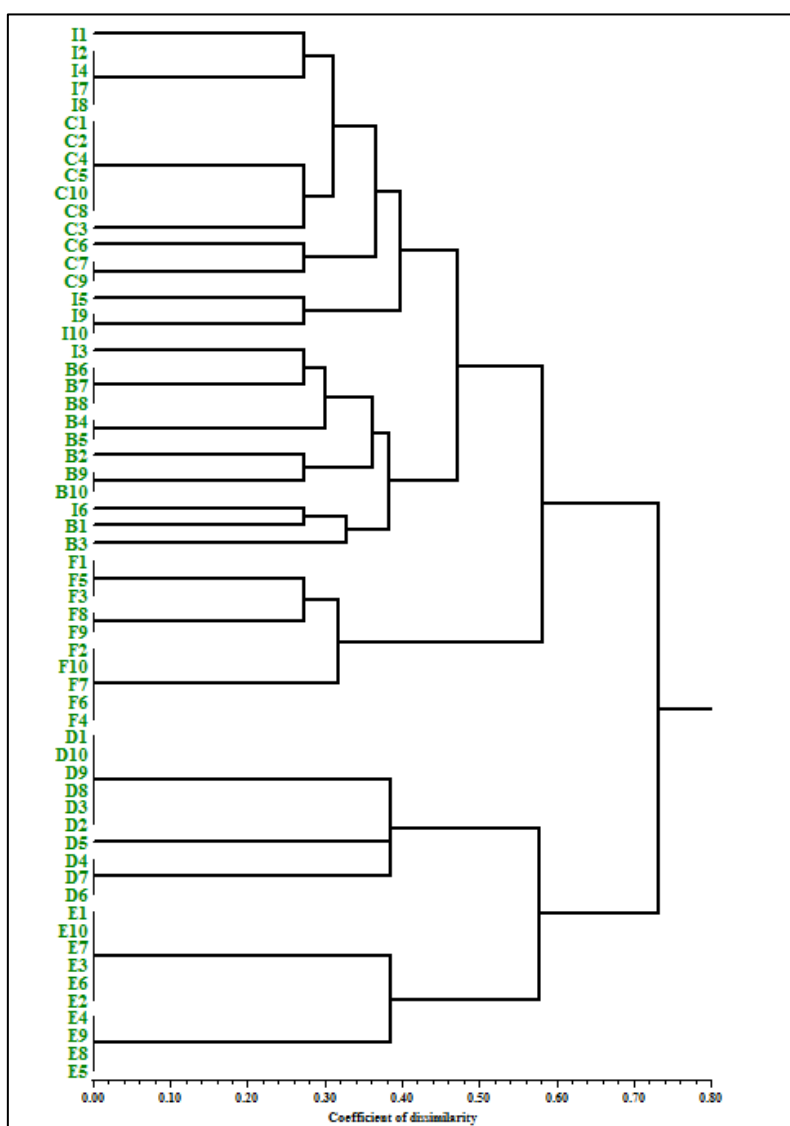 I1
I2
I4
I7
I8
C1
C2
C4
C5
C10
C8
C3
C6
C7
C9
I5
I9
I10
I3
B6
B7
B8
B4
B5
B2
B9
B10
I6
B1
B3
F1
F5
F3
F8
F9
F2
F10
F7
F6
F4
D1
D10
D9
D8
D3
D2
D5
D4
D7
D6
E1
E10
E7
E3
E6
E2
E4
E9
E8
E5
0.00 0.10 0.20 0.30 0.40 0.50 0.60 0.70 0.80
Coefficient of dissimilarity